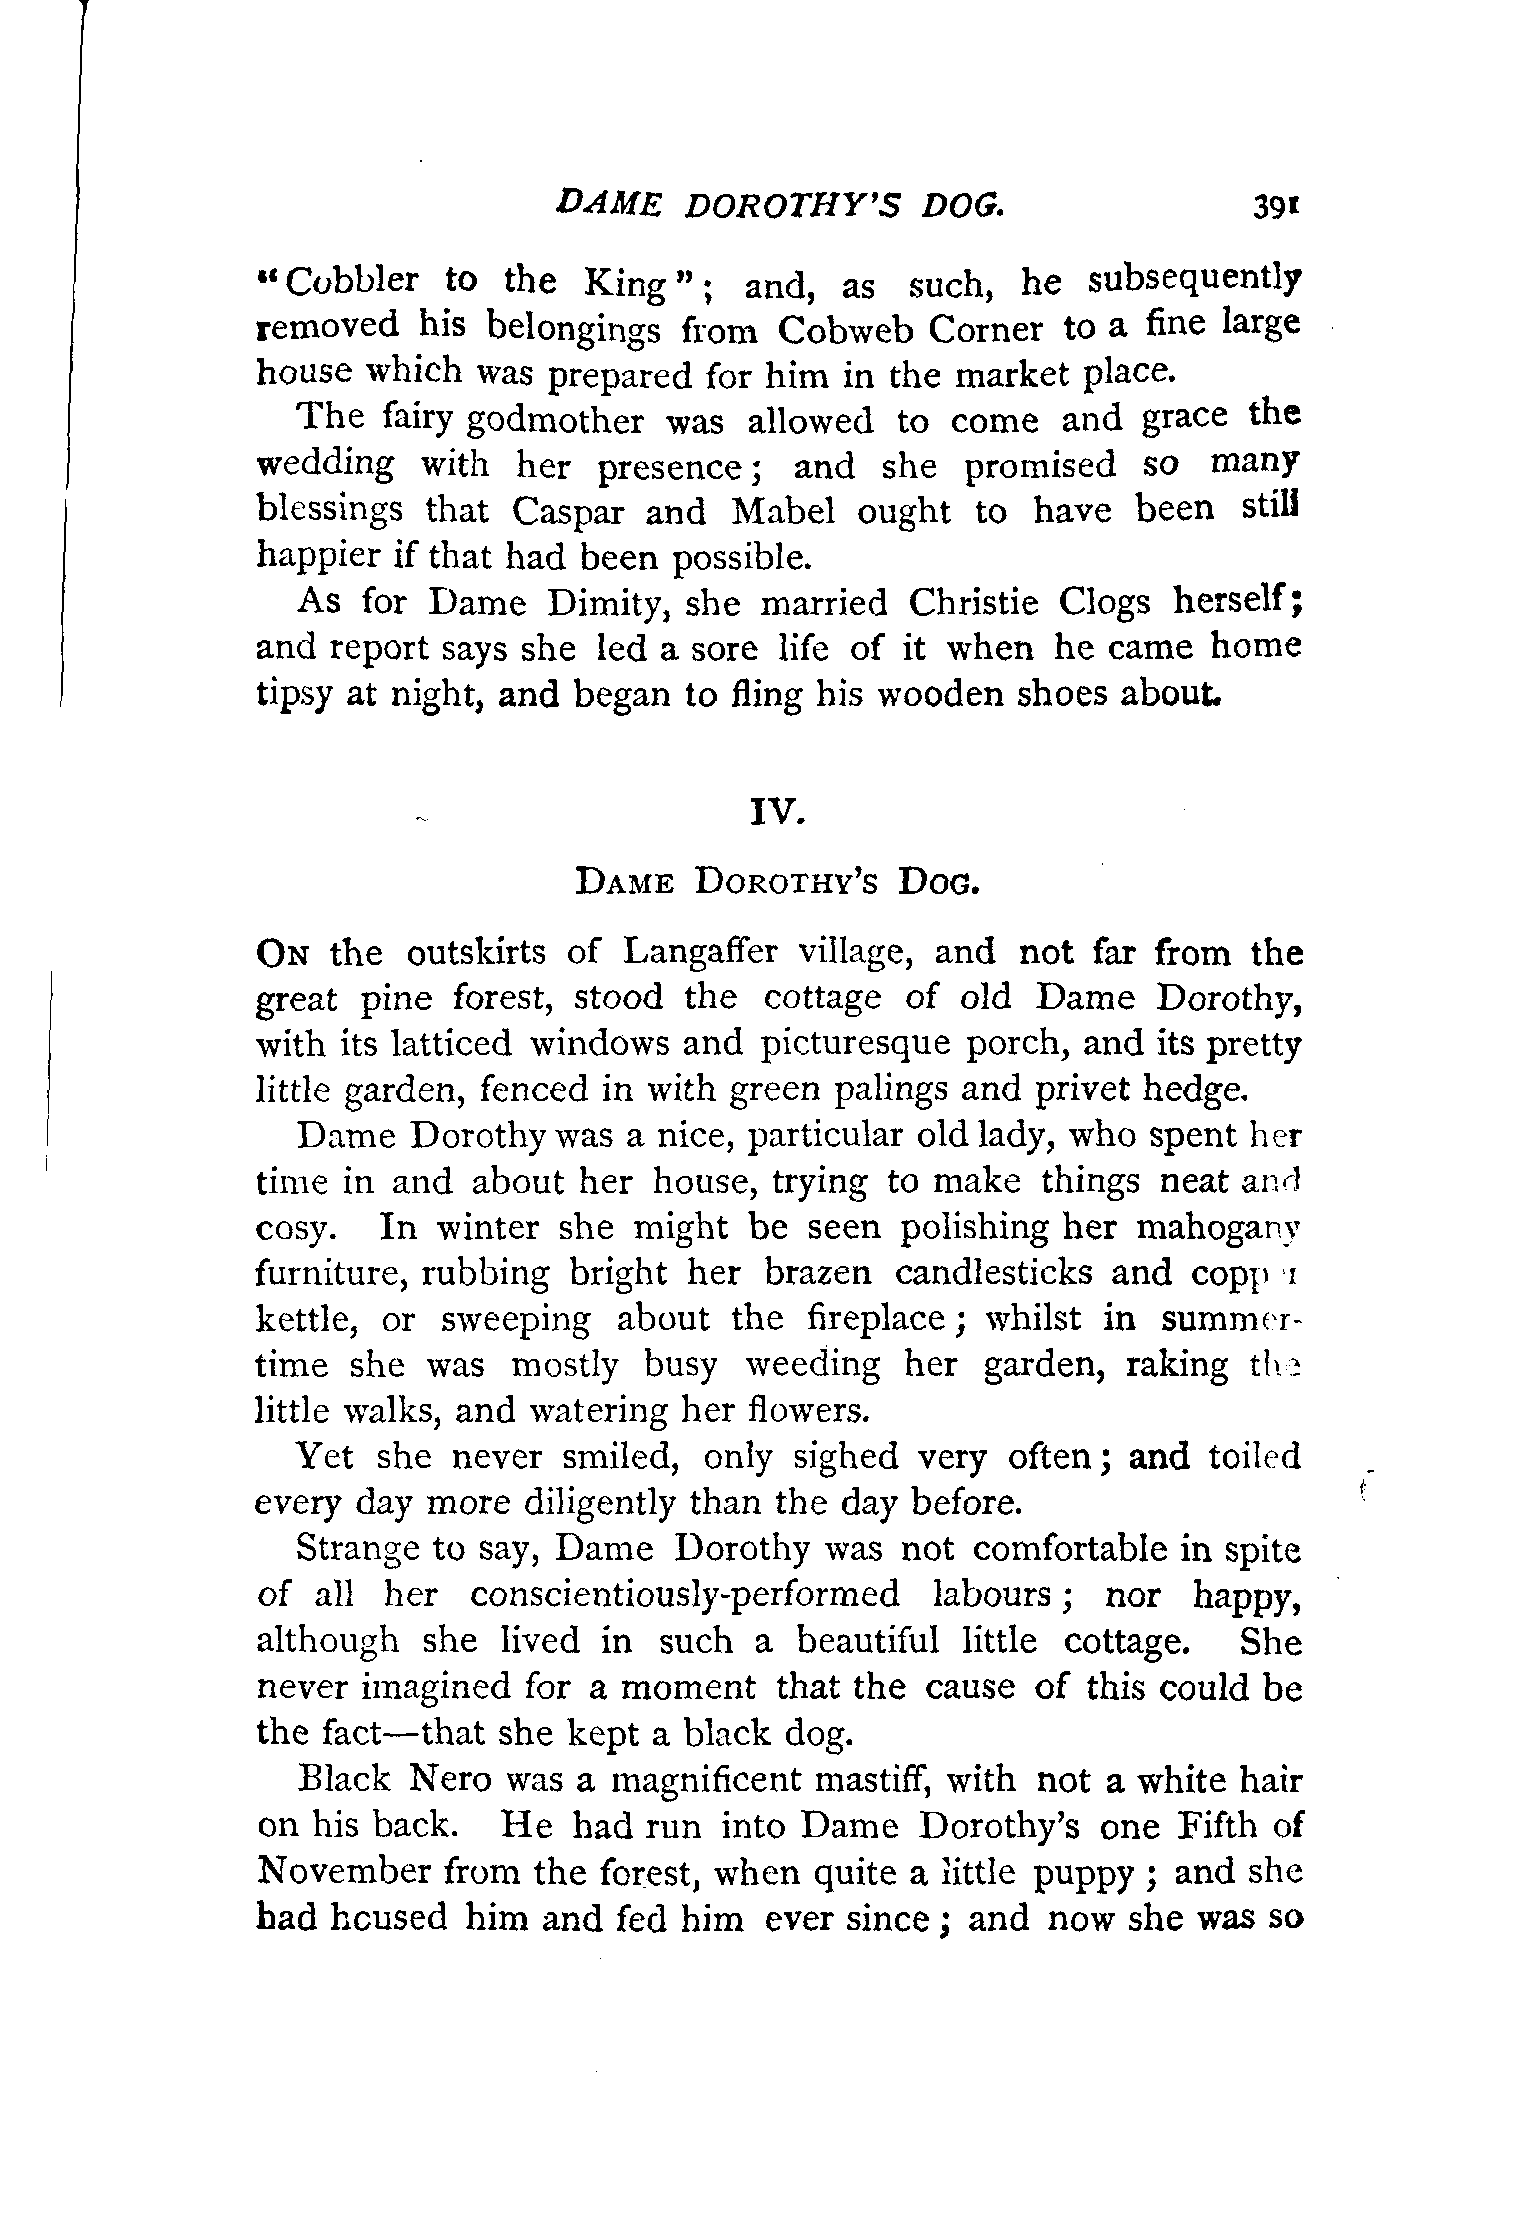 DAME DOROTHY'S DOG. 391
"Cobbler to the King"; and, as such, he subsequently
removed his belongings from Cobweb Corner to a fine large
house which was prepared for him in the market place.
The fairy godmother was allowed to come and grace the
wedding with her presence; and she promised so many
blessings that Caspar and Mabel ought to have been still
happier if that had been possible.
As for Dame Dimity, she married Christie Clogs herself;
and report says she led a sore life of it when he came home
tipsy at night, and began to fling his wooden shoes about.
IV.
DAME DOROTHY'S DOG.
ON the outskirts of Langaffer village, and not far from the
great pine forest, stood the cottage of old Dame Dorothy,
with its latticed windows and picturesque porch, and its pretty
little garden, fenced in with green palings and privet hedge.
Dame Dorothy was a nice, particular old lady, who spent her
time in and about her house, trying to make things neat and
cosy. In winter she might be seen polishing her mahogany
furniture, rubbing bright her brazen candlesticks and
kettle, or sweeping about the fireplace; whilst in summer-
time she was mostly busy weeding her garden, raking the
little walks, and watering her flowers.
Yet she never smiled, only sighed very often; and toiled
every day more diligently than the day before.
Strange to say, Dame Dorothy was not comfortable in spite
of all her conscientiously-performed labours; nor happy,
although she lived in such a beautiful little cottage. She
never imagined for a moment that the cause of this could be
the fact—that she kept a black dog.
Black Nero was a magnificent mastiff, with not a white hair
on his back. He had run into Dame Dorothy's one Fifth of
November from the forest, when quite a little puppy; and she
had housed him and fed him ever since; and now she was so